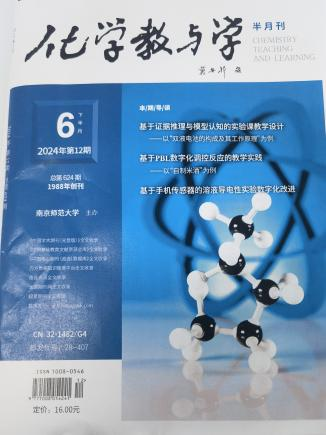 化学教与学
半月刊
CHEMISTRY
TEACHING
AND LEARNING
6
下半月
2024年第12期
总第624期
1988年创刊
南京师范大学 主办
本/期/导/读
基于证据推理与模型认知的实验课教学设计
——以“双液电池的构成及其工作原理”为例
基于PBL数字化调控反应的教学实践
——以“自制米酒”为例
基于手机传感器的溶液导电性实验数字化改进
CN 32-1482/G4
邮发代号:28-407
ISSN 1008-0546
定价:16.00元